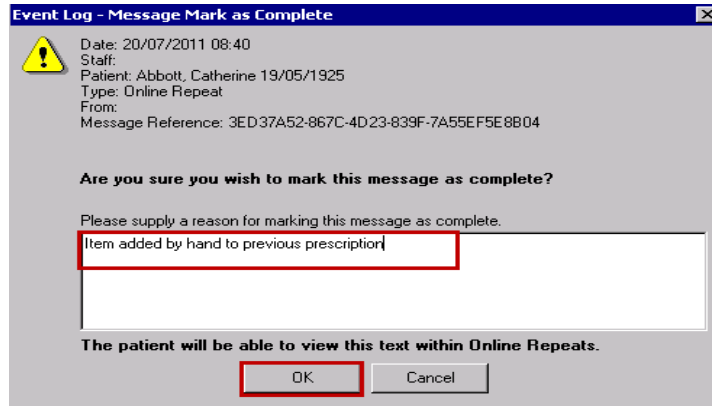 Event Log - Message Mark as Complete
Date: 20/07/2011 08:40
Staff:
Patient: Abbott, Catherine 19/05/1925
Type: Online Repeat
From:
Message Reference: 3ED37A52-867C-4D23-839F-7A55EF5E8B04
Are you sure you wish to mark this message as complete?
Please supply a reason for marking this message as complete.
Item added by hand to previous prescription
The patient will be able to view this text within Online Repeats.
OK Cancel